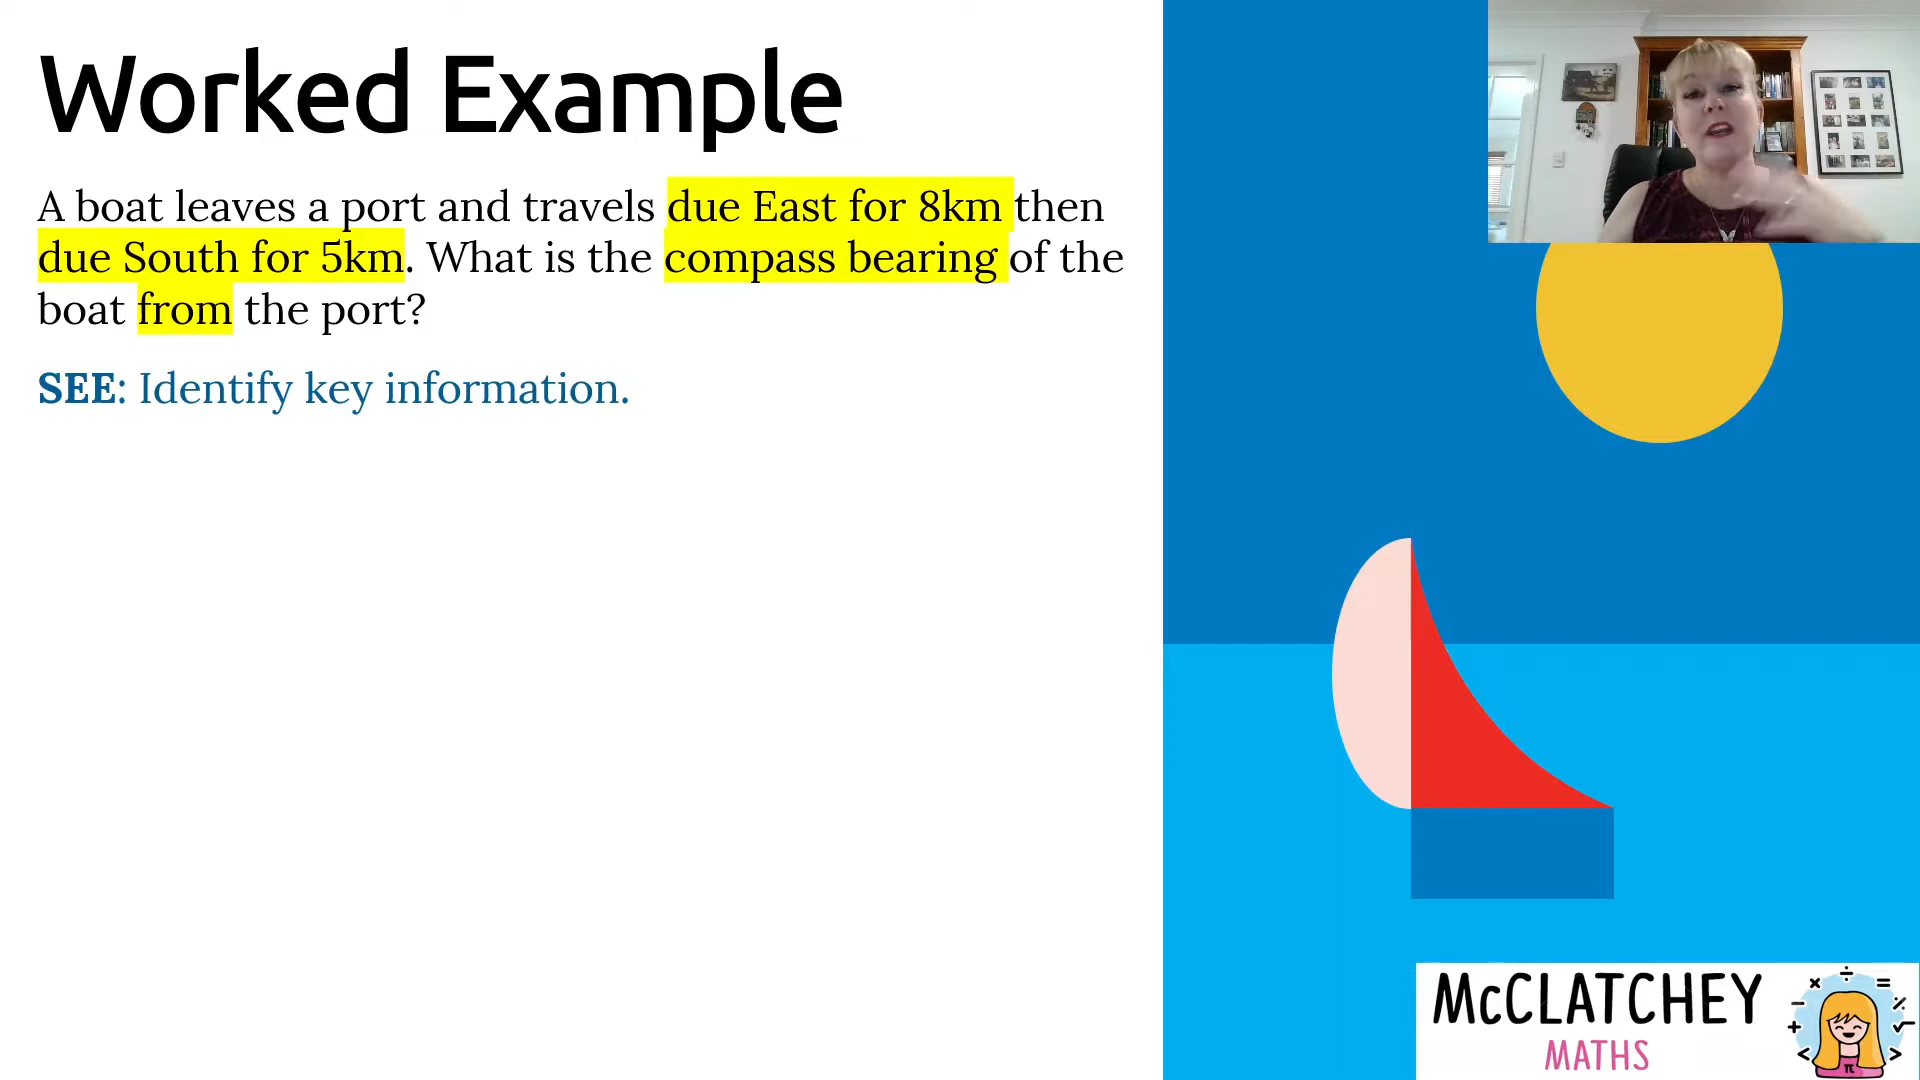 Worked Example
A boat leaves a port and travels due East for 8km then
due South for 5km. What is the compass bearing of the
boat from the port?
SEE: Identify key information.
McCLATCHEY
MATHS
× ÷ =
− ٪
+ √
< π >